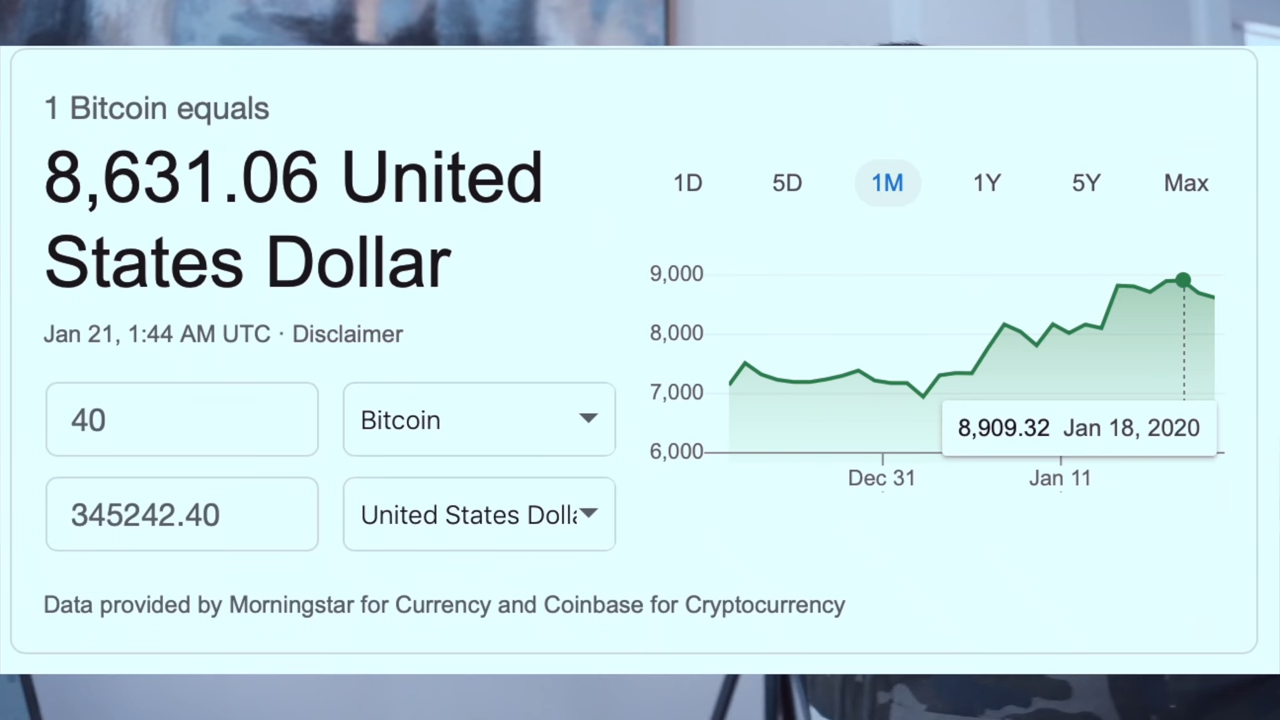 1 Bitcoin equals
8,631.06 United
States Dollar
Jan 21, 1:44 AM UTC · Disclaimer
40 Bitcoin
345242.40 United States Doll
1D 5D 1M 1Y 5Y Max
9,000
8,000
7,000
6,000
8,909.32 Jan 18, 2020
Dec 31 Jan 11
Data provided by Morningstar for Currency and Coinbase for Cryptocurrency